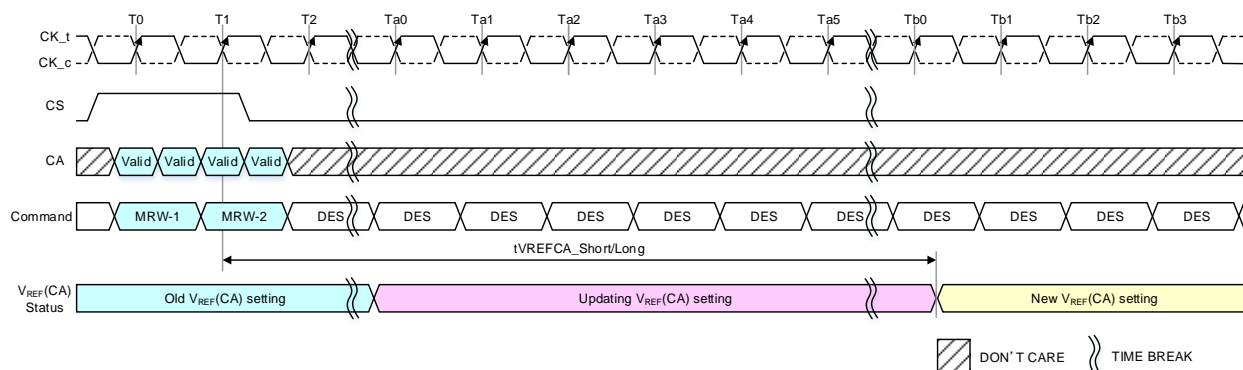 T0 T1 T2 Ta0 Ta1 Ta2 Ta3 Ta4 Ta5 Tb0 Tb1 Tb2 Tb3
CK_t
CK_c
CS
CA Valid Valid Valid Valid
Command MRW-1 MRW-2 DES DES DES DES DES DES DES DES DES DES DES
tVREFCA_Short/Long
VREF(CA)
Status Old VREF(CA) setting Updating VREF(CA) setting New VREF(CA) setting
DON'T CARE TIME BREAK